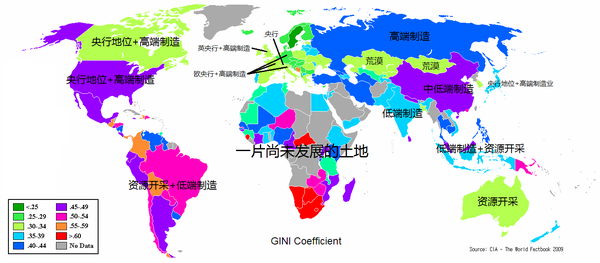 央行地位+高端制造
央行
英央行+高端制造
高端制造
荒漠
荒漠
央行地位+高端制造
欧央行+高端制造
央行地位+高端制造业
中低端制造
低端制造
低端制造+资源开采
一片尚未发展的土地
资源开采+低端制造
资源开采
<.25
.25-.29
.30-.34
.35-.39
.40-.44
.45-.49
.50-.54
.55-.59
>.60
No Data
GINI Coefficient
Source: CIA - The World Factbook 2009